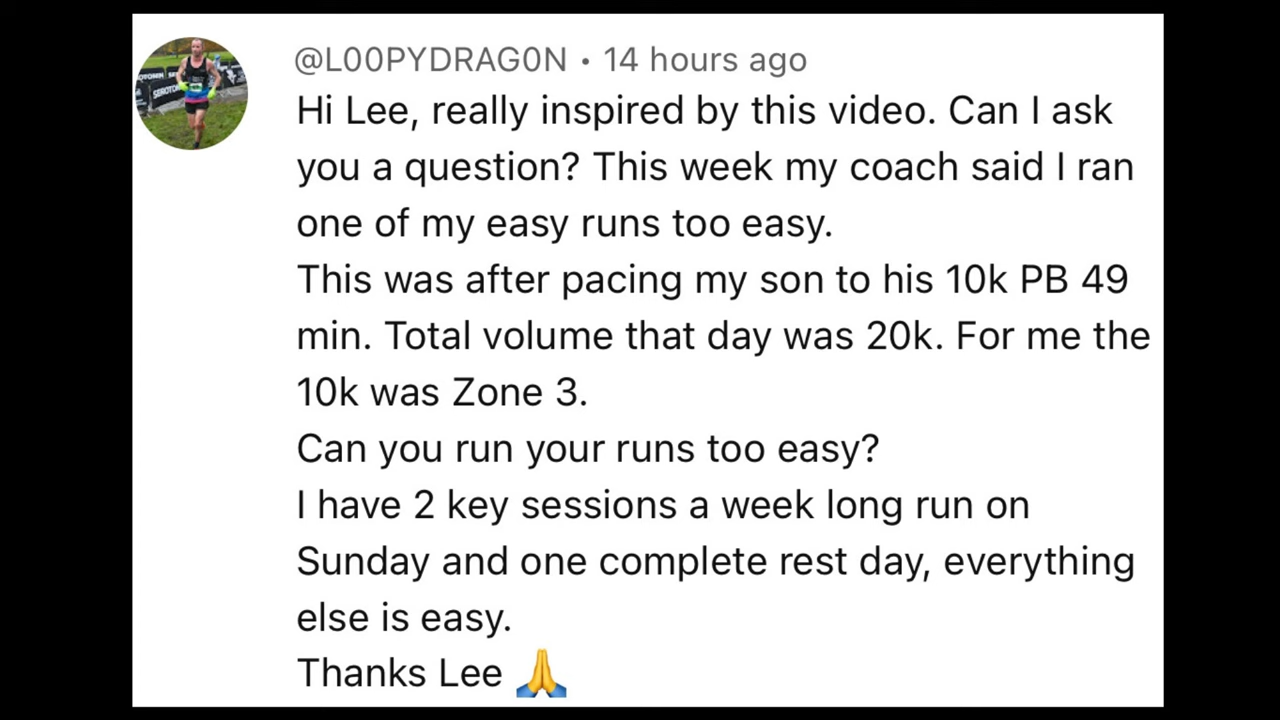 @L00PYDRAG0N • 14 hours ago
Hi Lee, really inspired by this video. Can I ask
you a question? This week my coach said I ran
one of my easy runs too easy.
This was after pacing my son to his 10k PB 49
min. Total volume that day was 20k. For me the
10k was Zone 3.
Can you run your runs too easy?
I have 2 key sessions a week long run on
Sunday and one complete rest day, everything
else is easy.
Thanks Lee 🙏